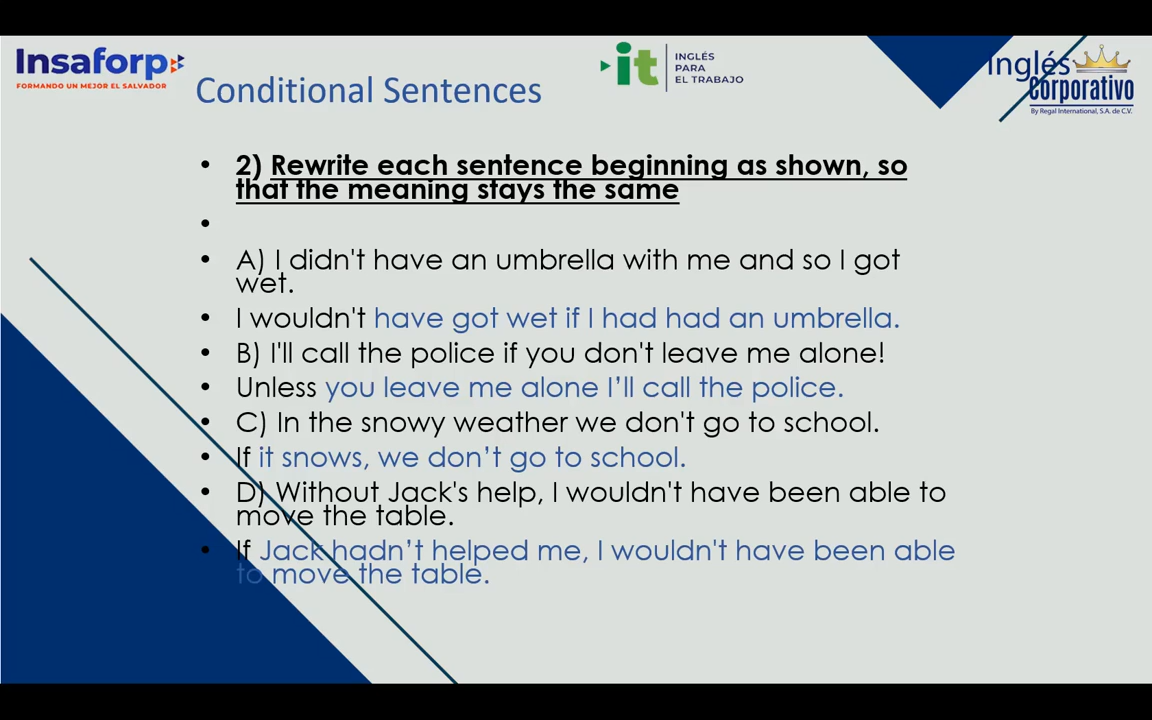 Insaforp
FORMANDO UN MEJOR EL SALVADOR
Conditional Sentences
it
INGLÉS
PARA
EL TRABAJO
Inglés
Corporativo
By Regal International, S.A. de C.V.
• 2) Rewrite each sentence beginning as shown, so
that the meaning stays the same
•
• A) I didn't have an umbrella with me and so I got
wet.
• I wouldn't have got wet if I had had an umbrella.
• B) I'll call the police if you don't leave me alone!
• Unless you leave me alone I’ll call the police.
• C) In the snowy weather we don't go to school.
• If it snows, we don’t go to school.
• D) Without Jack's help, I wouldn't have been able to
move the table.
• If Jack hadn’t helped me, I wouldn't have been able
to move the table.